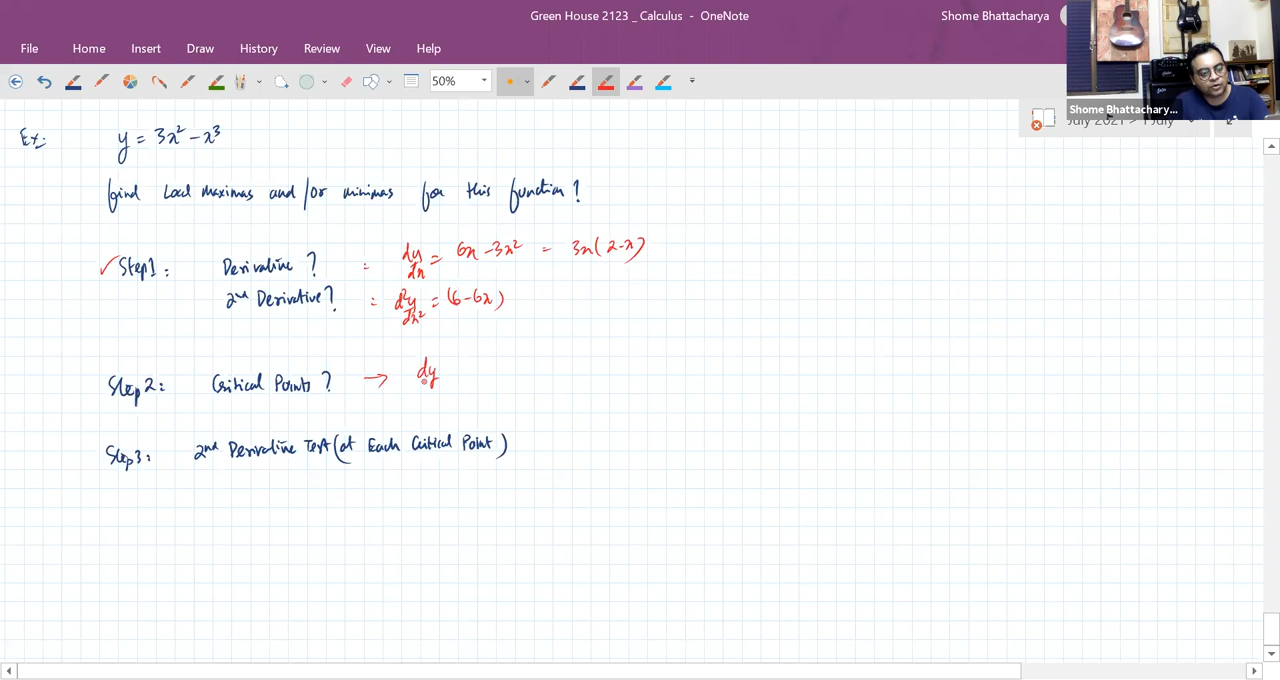 Green House 2123 _ Calculus - OneNote
Shome Bhattacharya
File Home Insert Draw History Review View Help
50%
Shome Bhattachary...
Ex: y = 3x² - x³
find Local Maximas and/or minimas for this function?
Step1: Derivative? : dy/dx = 6x - 3x² = 3x(2-x)
2nd Derivative? : d²y/dx² = (6-6x)
Step2: Critical Points? → dy
Step3: 2nd Derivative Test (at Each Critical Point)